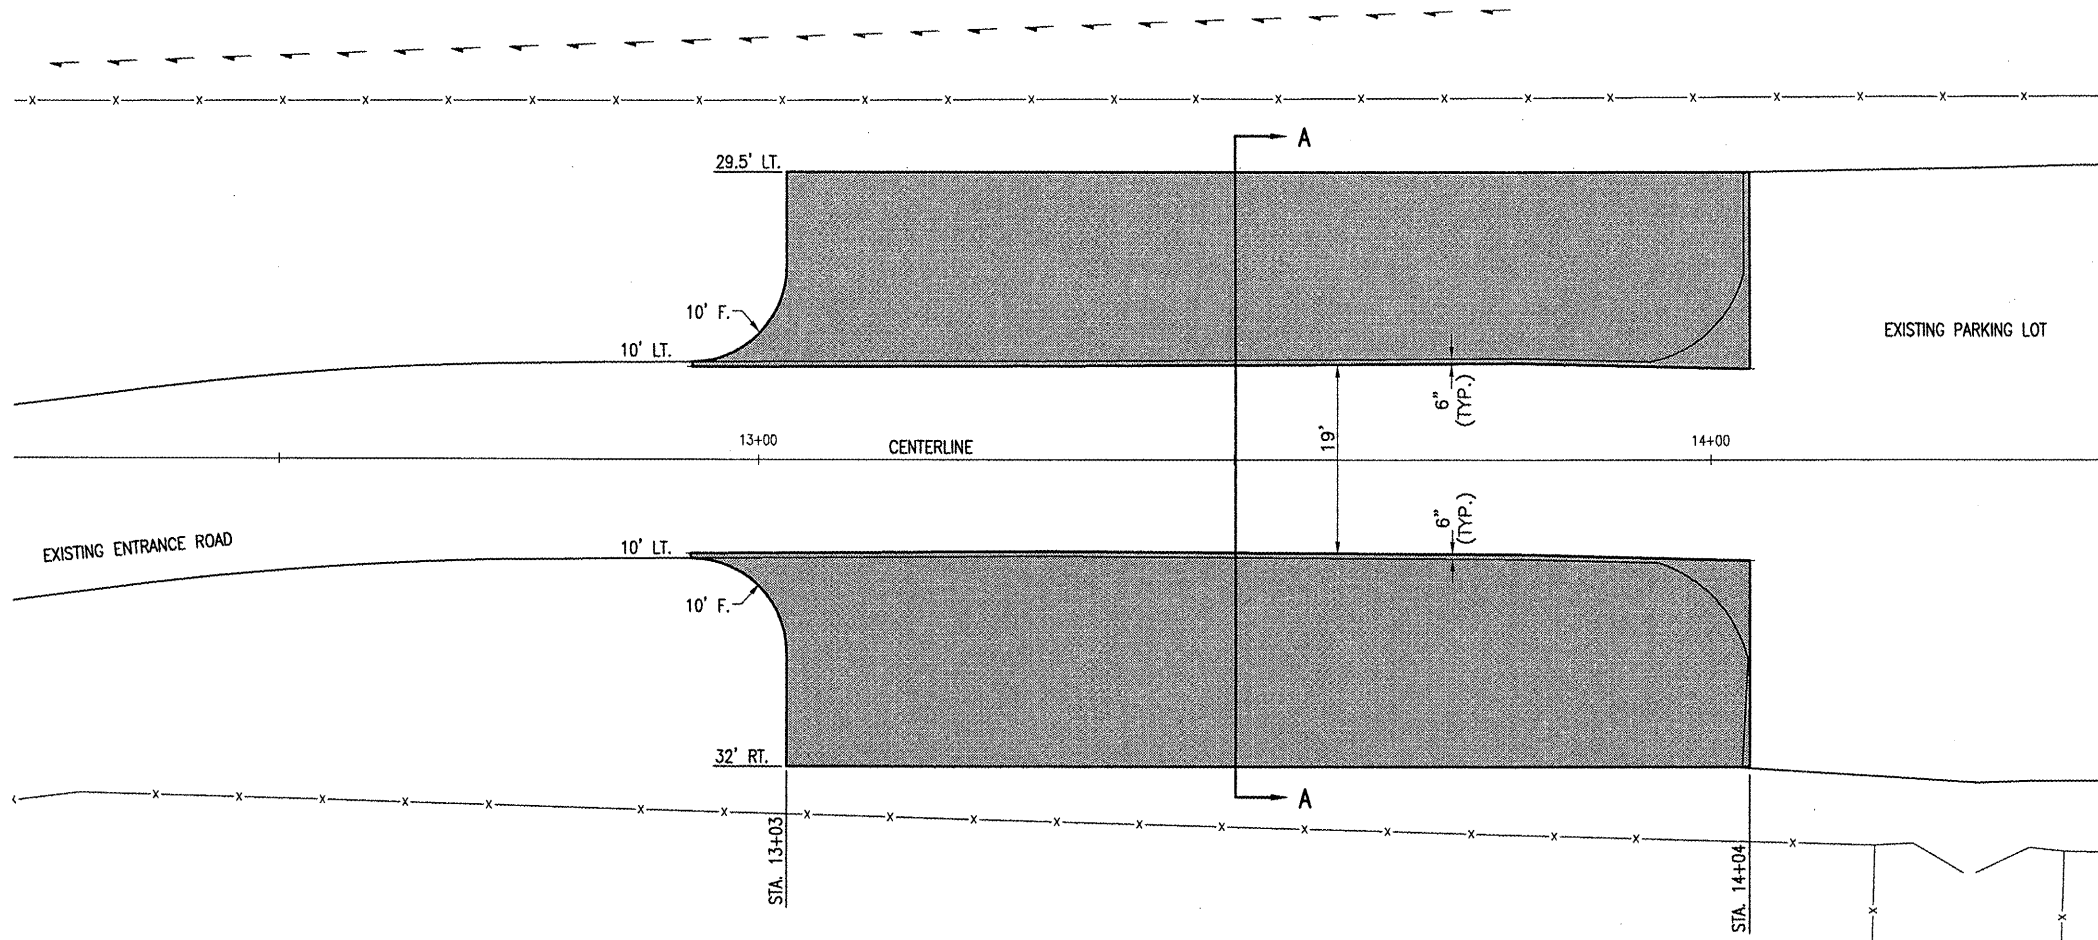 A
29.5' LT.
10' F.
EXISTING PARKING LOT
10' LT.
6"
(TYP.)
19'
13+00
CENTERLINE
14+00
6"
(TYP.)
EXISTING ENTRANCE ROAD
10' LT.
10' F.
32' RT.
A
STA. 13+03
STA. 14+04